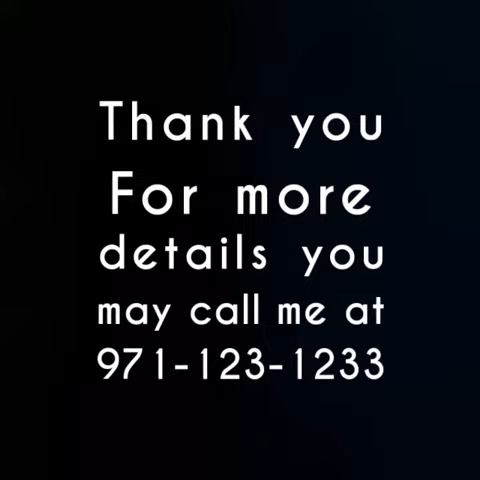 Thank you
For more
details you
may call me at
971-123-1233